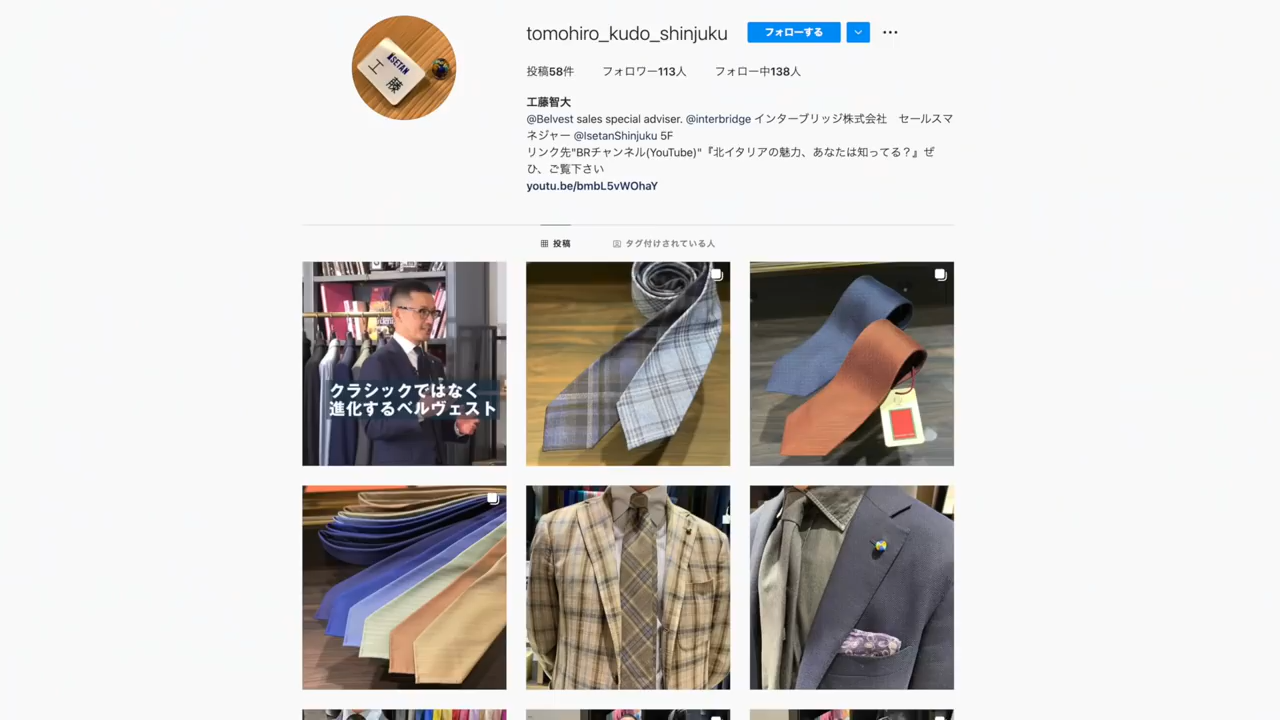 tomohiro_kudo_shinjuku フォローする
投稿58件 フォロワー113人 フォロー中138人
工藤智大
@Belvest sales special adviser. @interbridge インターブリッジ株式会社　セールスマ
ネジャー @IsetanShinjuku 5F
リンク先"BRチャンネル(YouTube)"『北イタリアの魅力、あなたは知ってる？』ぜ
ひ、ご覧下さい
youtu.be/bmbL5vWOhaY
ISETAN
工藤
投稿 タグ付けされている人
クラシックではなく
進化するベルヴェスト